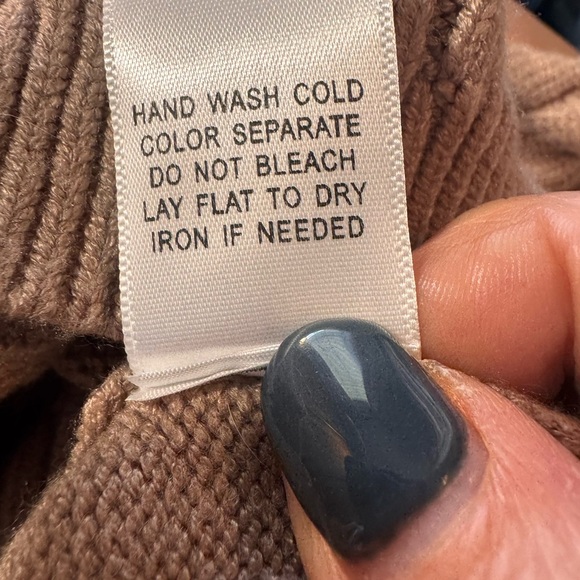 HAND WASH COLD
COLOR SEPARATE
DO NOT BLEACH
LAY FLAT TO DRY
IRON IF NEEDED